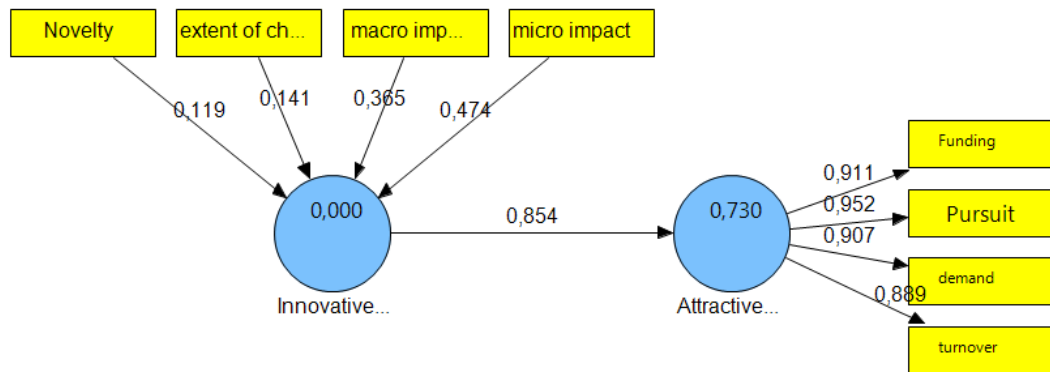 Novelty
extent of ch...
macro imp...
micro impact
0,119
0,141
0,365
0,474
Funding
0,911
0,000
0,854
0,730
0,952
Pursuit
0,907
demand
0,889
Innovative...
Attractive...
turnover